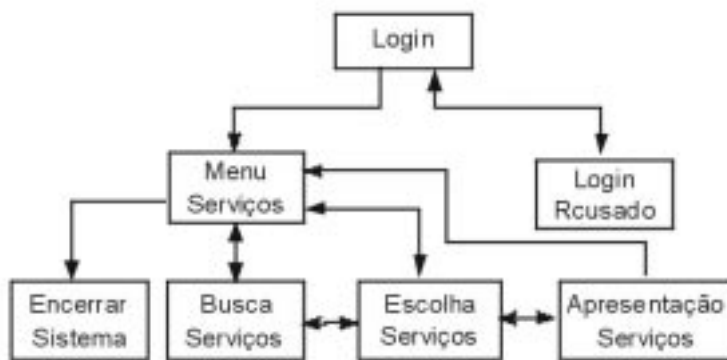 Login
Menu
Serviços
Login
Rcusado
Encerrar
Sistema
Busca
Serviços
Escolha
Serviços
Apresentação
Serviços